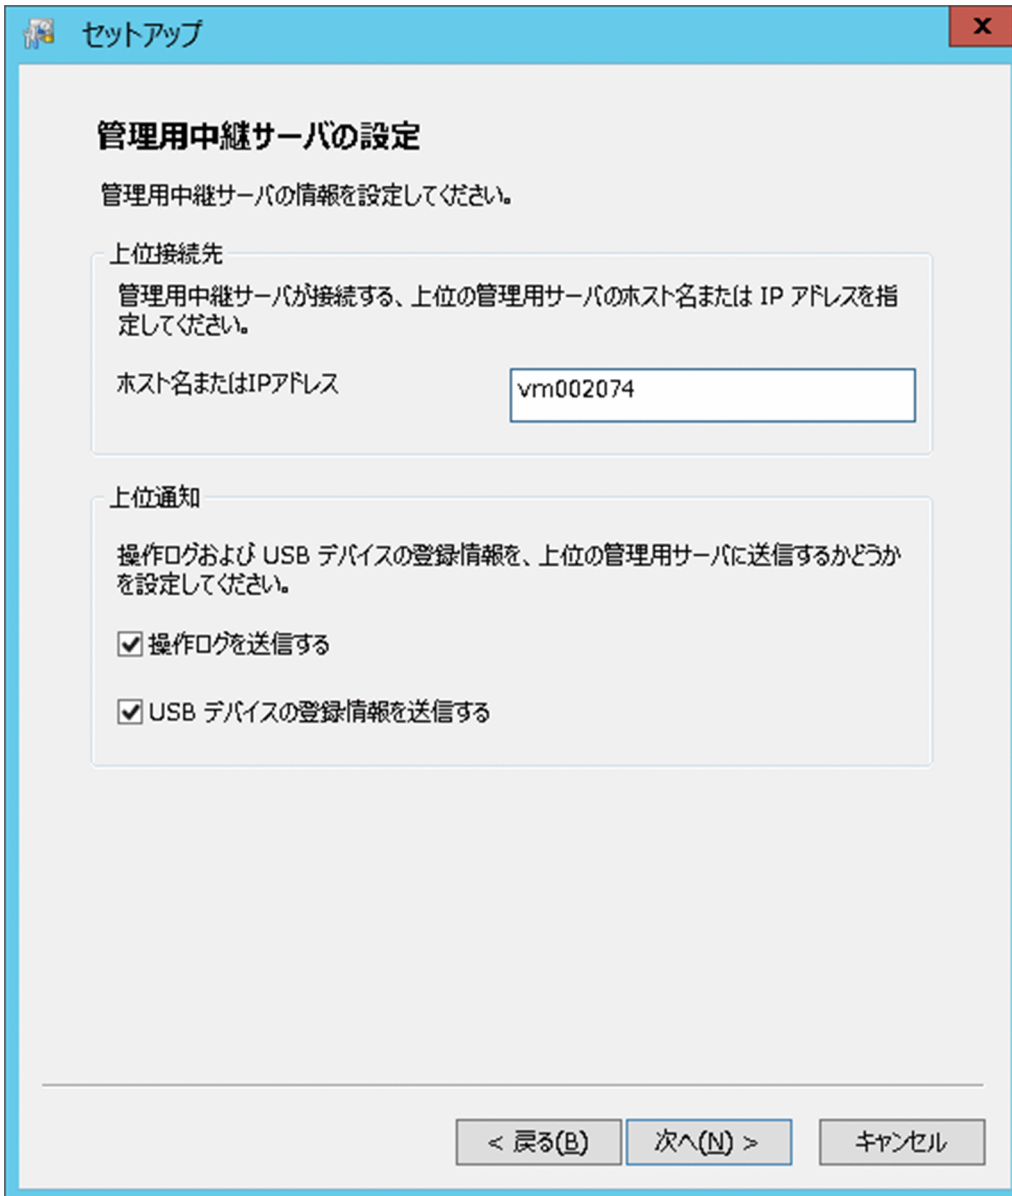 セットアップ
x
管理用中継サーバの設定
管理用中継サーバの情報を設定してください。
上位接続先
管理用中継サーバが接続する、上位の管理用サーバのホスト名または IP アドレスを指
定してください。
ホスト名またはIPアドレス
vm002074
上位通知
操作ログおよび USB デバイスの登録情報を、上位の管理用サーバに送信するかどうか
を設定してください。
操作ログを送信する
USB デバイスの登録情報を送信する
< 戻る(B)
次へ(N) >
キャンセル